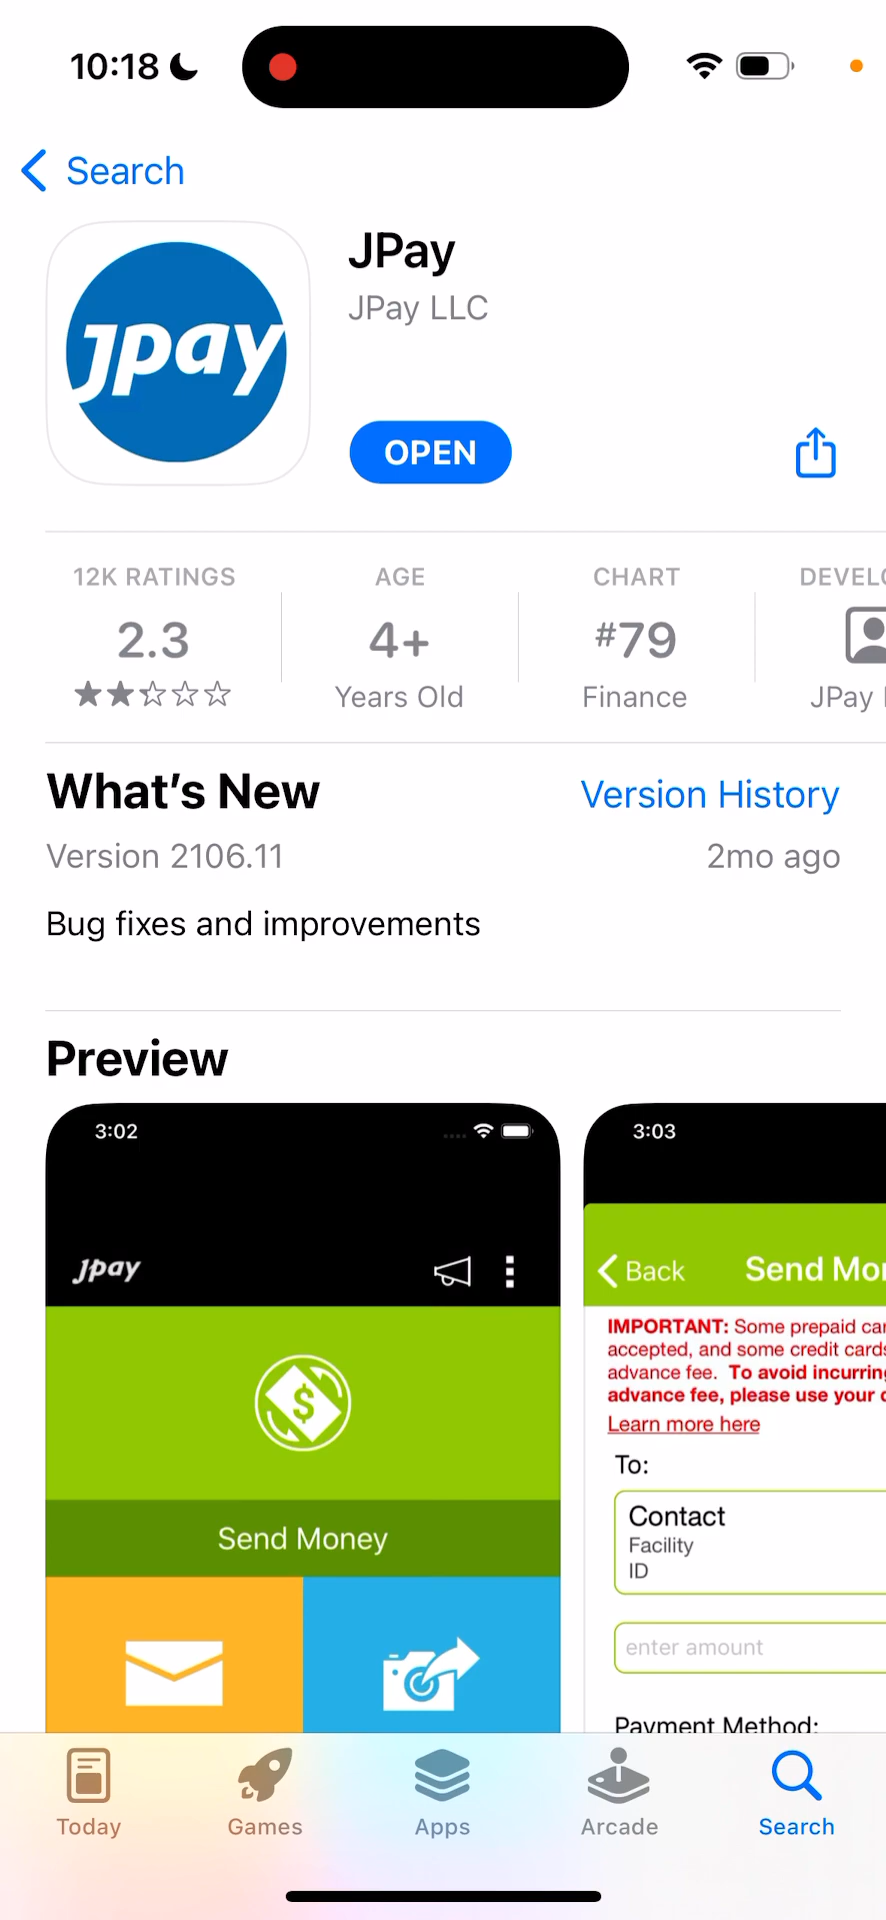 10:18
Search
JPay
JPay LLC
jpay
OPEN
12K RATINGS
AGE
CHART
DEVELO
2.3
4+
#79
Years Old
Finance
JPay
What's New
Version History
Version 2106.11
2mo ago
Bug fixes and improvements
Preview
3:02
jpay
Send Money
3:03
Back
Send Mo
IMPORTANT: Some prepaid car
accepted, and some credit cards
advance fee. To avoid incurring
advance fee, please use your
Learn more here
To:
Contact
Facility
ID
enter amount
Payment Method:
Today
Games
Apps
Arcade
Search